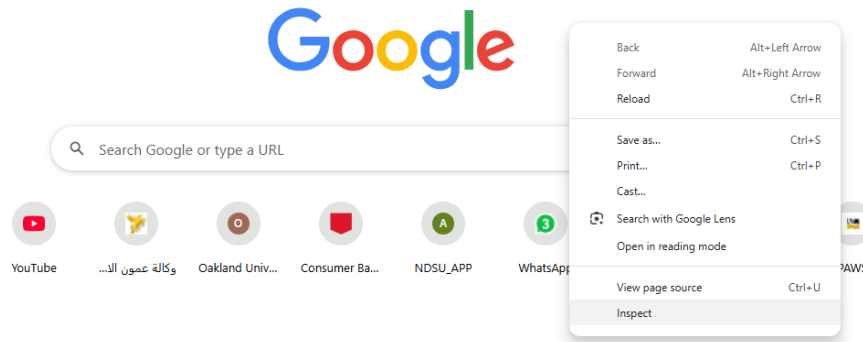 Google
Search Google or type a URL
YouTube
وكالة عمون الا...
Oakland Univ...
Consumer Ba...
NDSU_APP
WhatsApp
PAWS
O
A
3
Back Alt+Left Arrow
Forward Alt+Right Arrow
Reload Ctrl+R
Save as... Ctrl+S
Print... Ctrl+P
Cast...
Search with Google Lens
Open in reading mode
View page source Ctrl+U
Inspect